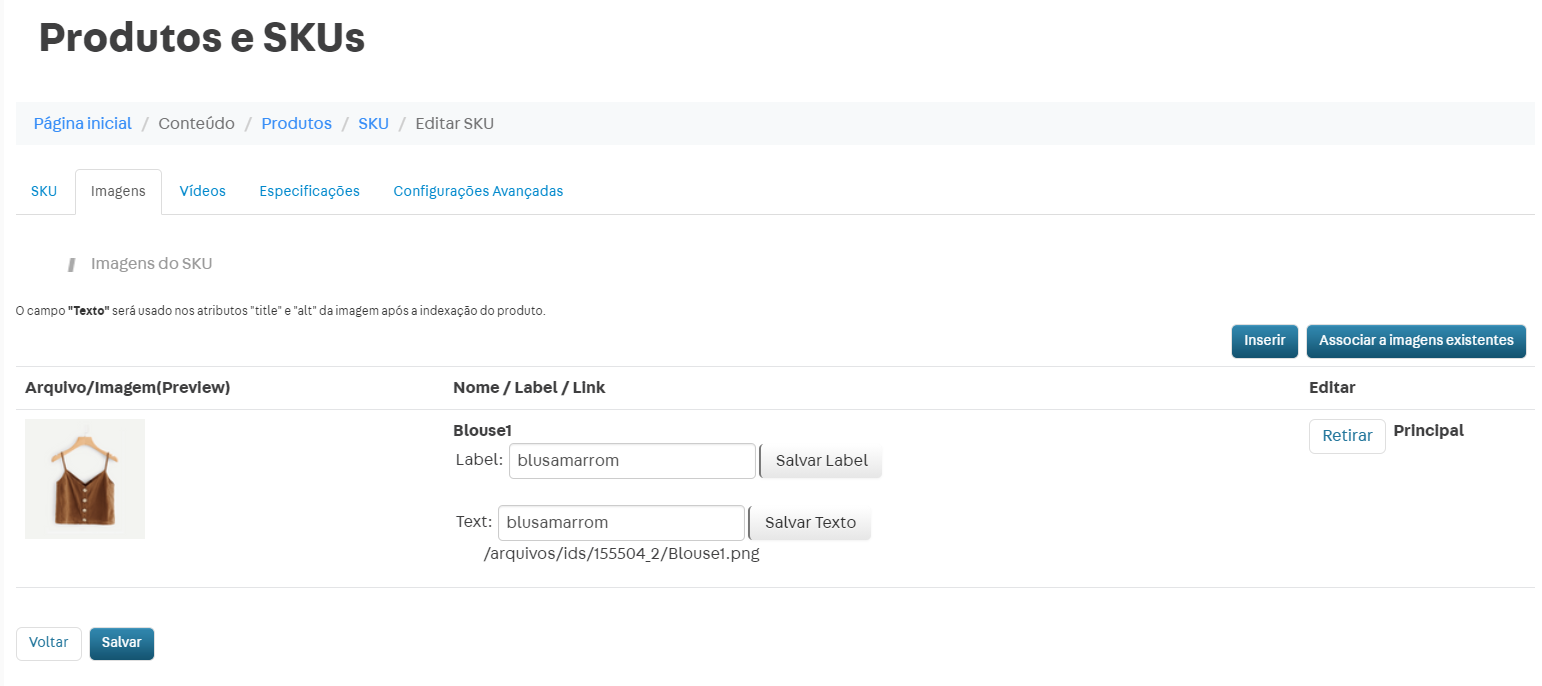 Produtos e SKUs
Página inicial / Conteúdo / Produtos / SKU / Editar SKU
SKU Imagens Vídeos Especificações Configurações Avançadas
Imagens do SKU
O campo "Texto" será usado nos atributos "title" e "alt" da imagem após a indexação do produto.
Inserir Associar a imagens existentes
Arquivo/Imagem(Preview) Nome / Label / Link Editar
Blouse1 Retirar Principal
Label: blusamarrom Salvar Label
Text: blusamarrom Salvar Texto
/arquivos/ids/155504_2/Blouse1.png
Voltar Salvar